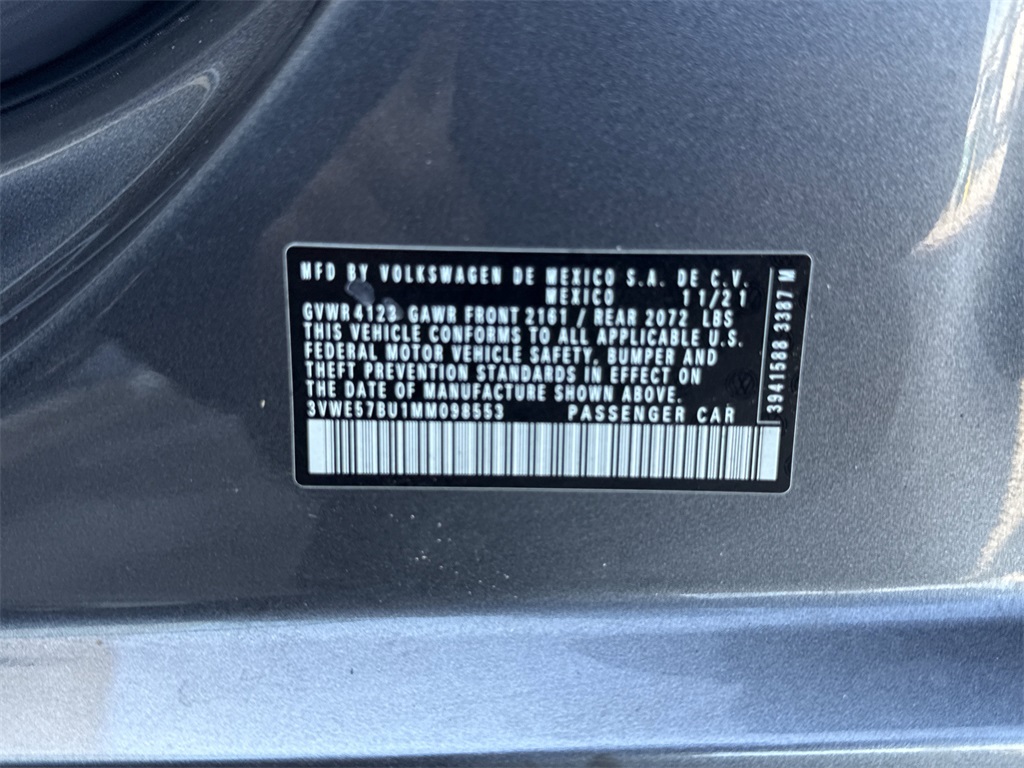 MFD BY VOLKSWAGEN DE MEXICO S.A. DE C.V.
MEXICO 11/21
GVWR 4123 GAWR FRONT 2161 / REAR 2072 LBS
THIS VEHICLE CONFORMS TO ALL APPLICABLE U.S.
FEDERAL MOTOR VEHICLE SAFETY, BUMPER AND
THEFT PREVENTION STANDARDS IN EFFECT ON
THE DATE OF MANUFACTURE SHOWN ABOVE.
3VWE57BU1MM098553 PASSENGER CAR
3941588 3387 M